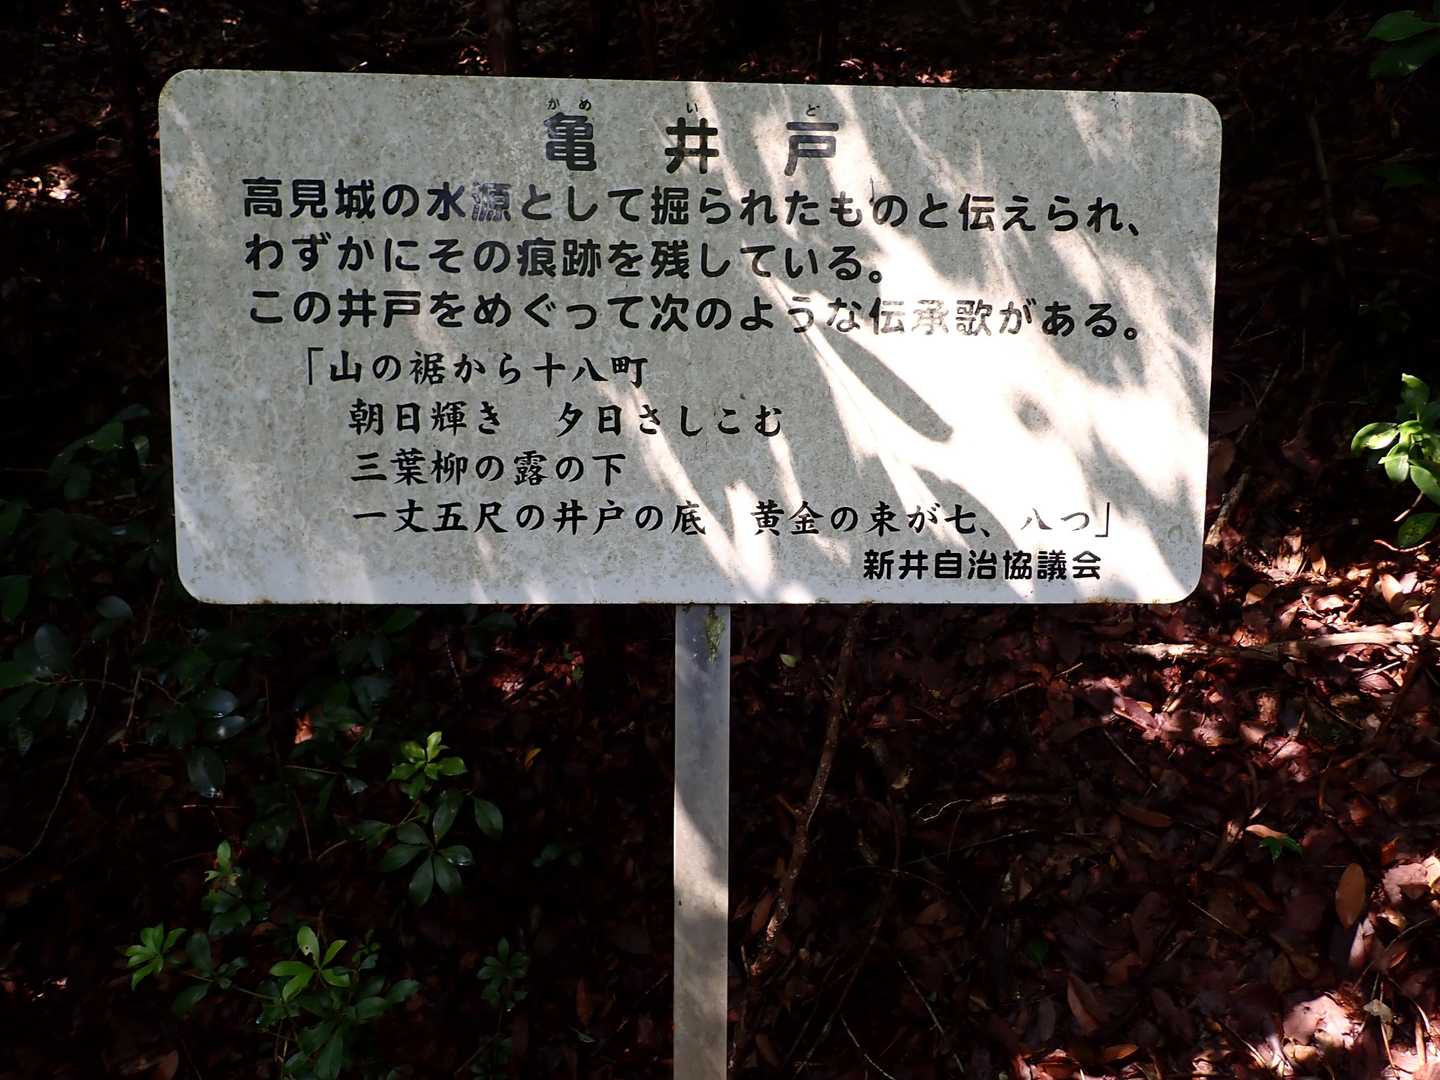 かめ い ど
亀井戸
高見城の水源として掘られたものと伝えられ、
わずかにその痕跡を残している。
この井戸をめぐって次のような伝承歌がある。
「山の裾から十八町
朝日輝き　夕日さしこむ
三葉柳の露の下
一丈五尺の井戸の底　黄金の束が七、八つ」
新井自治協議会